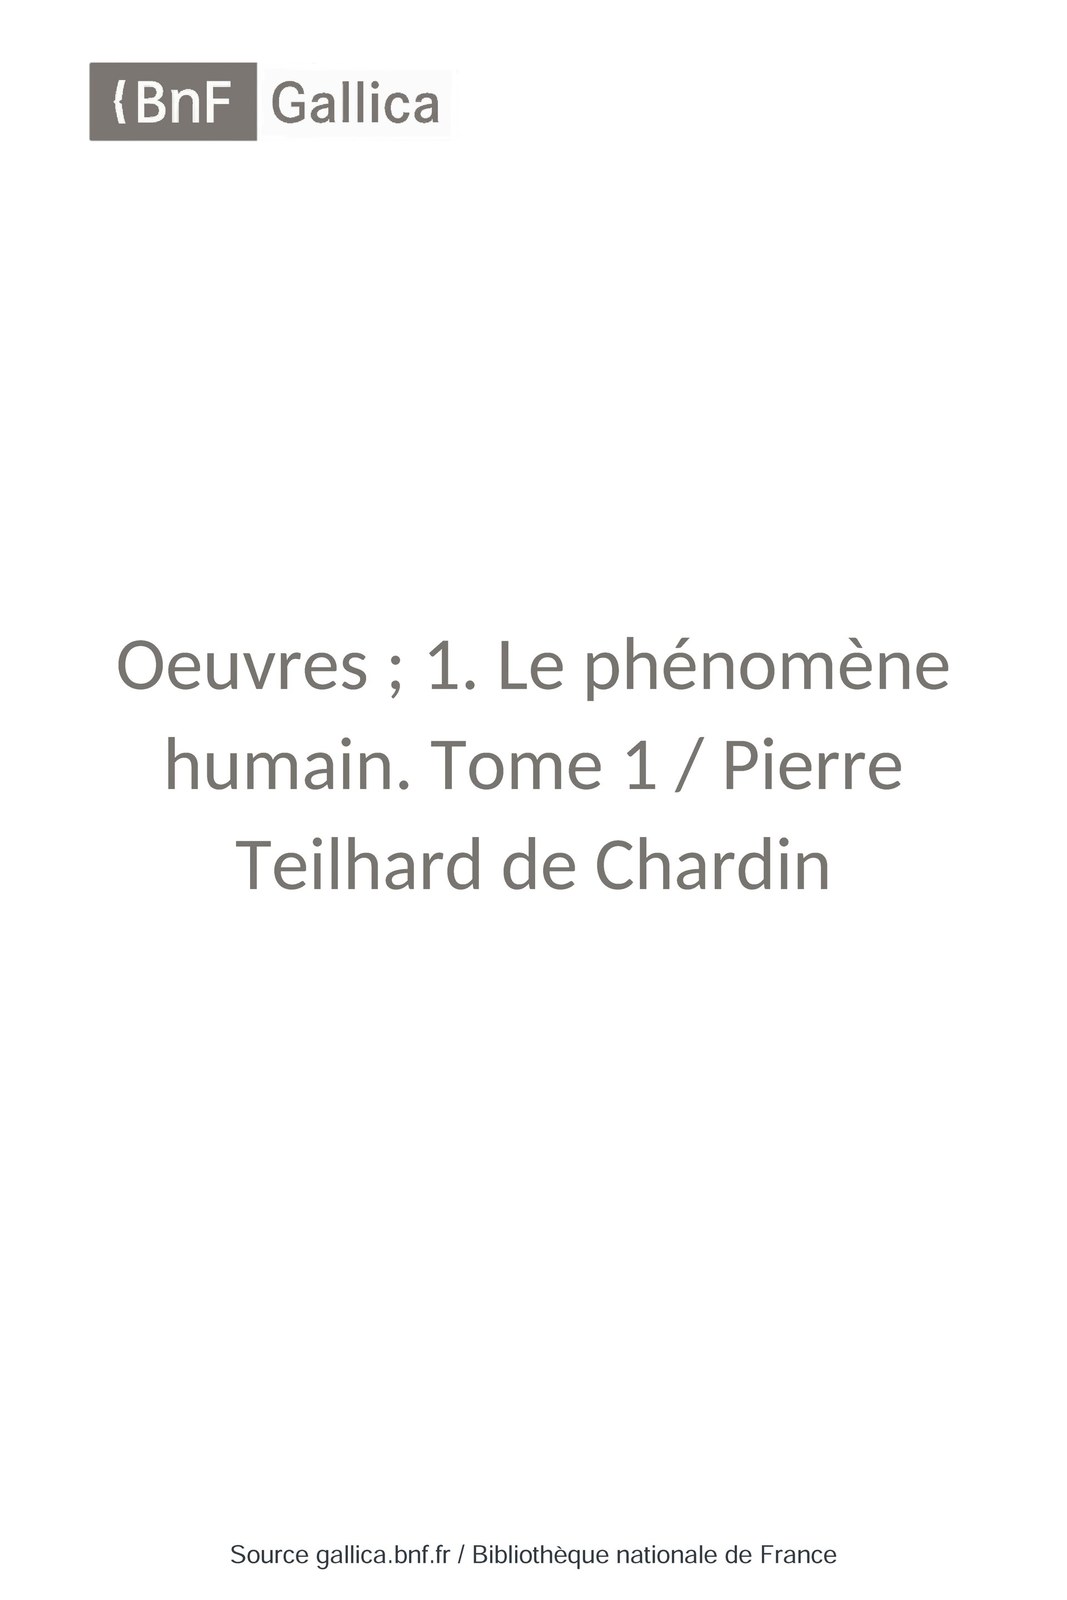 {BnF Gallica
Oeuvres ; 1. Le phénomène
humain. Tome 1 / Pierre
Teilhard de Chardin
Source gallica.bnf.fr / Bibliothèque nationale de France